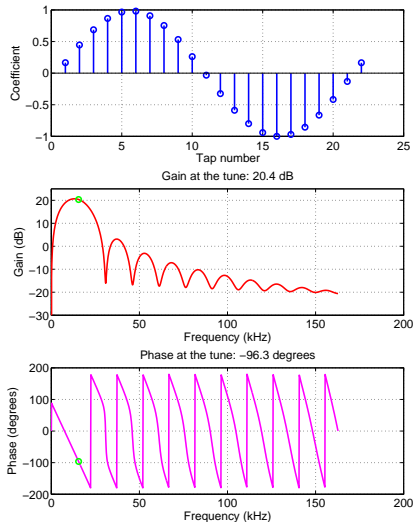 1
0.5
0
−0.5
−1
Coefficient
0 5 10 15 20 25
Tap number
Gain at the tune: 20.4 dB
20
10
0
−10
−20
−30
Gain (dB)
0 50 100 150 200
Frequency (kHz)
Phase at the tune: −96.3 degrees
200
100
0
−100
−200
Phase (degrees)
0 50 100 150 200
Frequency (kHz)